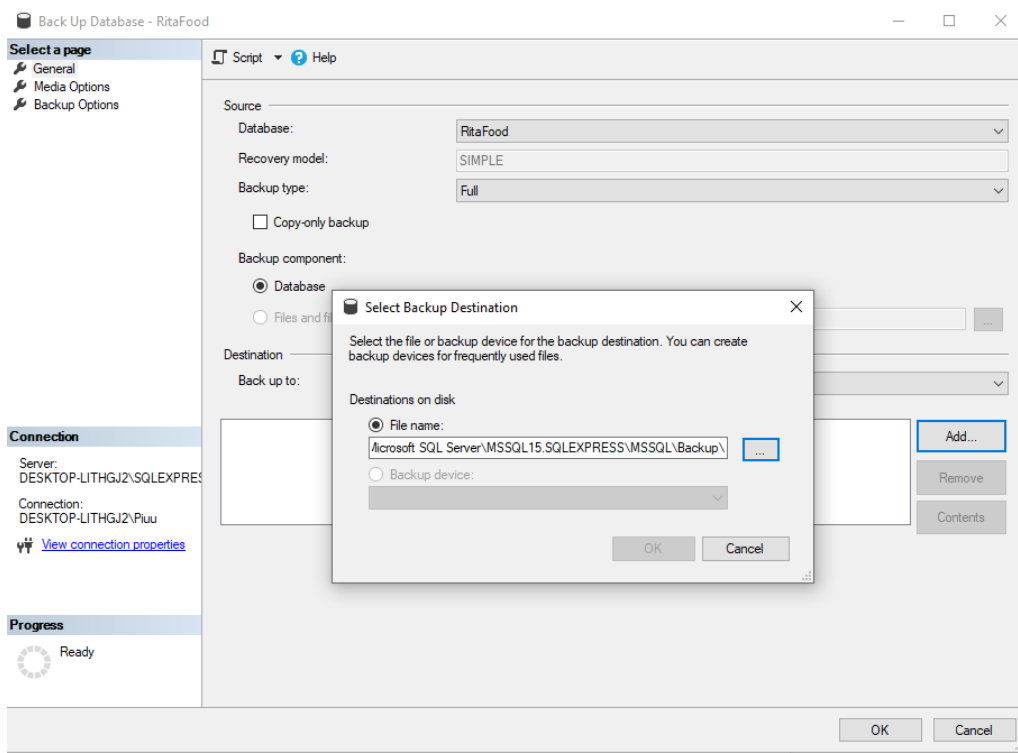 Back Up Database - RitaFood
Select a page
General
Media Options
Backup Options
Script
Help
Source
Database:
RitaFood
Recovery model:
SIMPLE
Backup type:
Full
Copy-only backup
Backup component:
Database
Files and fil
...
Destination
Back up to:
Add...
Remove
Contents
Select Backup Destination
Select the file or backup device for the backup destination. You can create
backup devices for frequently used files.
Destinations on disk
File name:
icrosoft SQL Server\MSSQL15.SQLEXPRESS\MSSQL\Backup\
...
Backup device:
OK
Cancel
Connection
Server:
DESKTOP-LITHGJ2\SQLEXPRES
Connection:
DESKTOP-LITHGJ2\Piuu
View connection properties
Progress
Ready
OK
Cancel